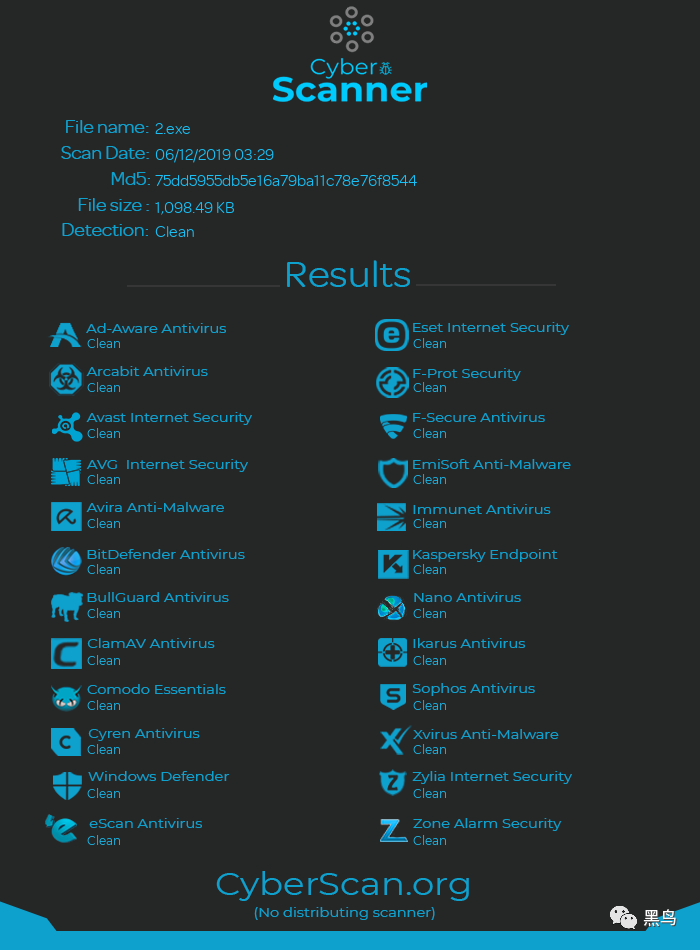 Cyber
Scanner
File name: 2.exe
Scan Date: 06/12/2019 03:29
Md5: 75dd5955db5e16a79ba11c78e76f8544
File size : 1,098.49 KB
Detection: Clean
Results
Ad-Aware Antivirus
Clean
Arcabit Antivirus
Clean
Avast Internet Security
Clean
AVG Internet Security
Clean
Avira Anti-Malware
Clean
BitDefender Antivirus
Clean
BullGuard Antivirus
Clean
ClamAV Antivirus
Clean
Comodo Essentials
Clean
Cyren Antivirus
Clean
Windows Defender
Clean
eScan Antivirus
Clean
Eset Internet Security
Clean
F-Prot Security
Clean
F-Secure Antivirus
Clean
EmiSoft Anti-Malware
Clean
Immunet Antivirus
Clean
Kaspersky Endpoint
Clean
Nano Antivirus
Clean
Ikarus Antivirus
Clean
Sophos Antivirus
Clean
Xvirus Anti-Malware
Clean
Zylia Internet Security
Clean
Zone Alarm Security
Clean
CyberScan.org
(No distributing scanner)
黑鸟